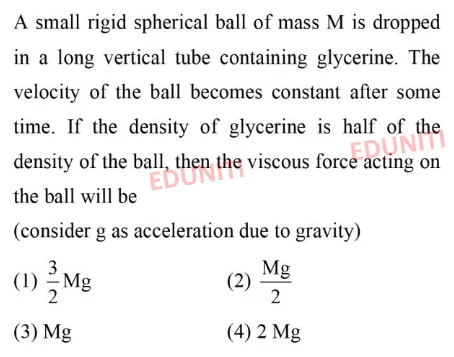 A small rigid spherical ball of mass M is dropped
in a long vertical tube containing glycerine. The
velocity of the ball becomes constant after some
time. If the density of glycerine is half of the
density of the ball, then the viscous force acting on
the ball will be
(consider g as acceleration due to gravity)
(1) 3/2 Mg (2) Mg/2
(3) Mg (4) 2 Mg
EDUNITI
EDUNITI